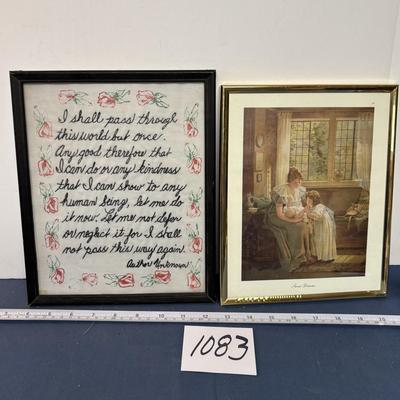 I shall pass through
this world but once.
Any good therefore that
I can do or any kindness
that I can show to any
human being, let me do
it now. Let me not defer
or neglect it for I shall
not pass this way again.
Author Unknown
Sweet Dreams
1083